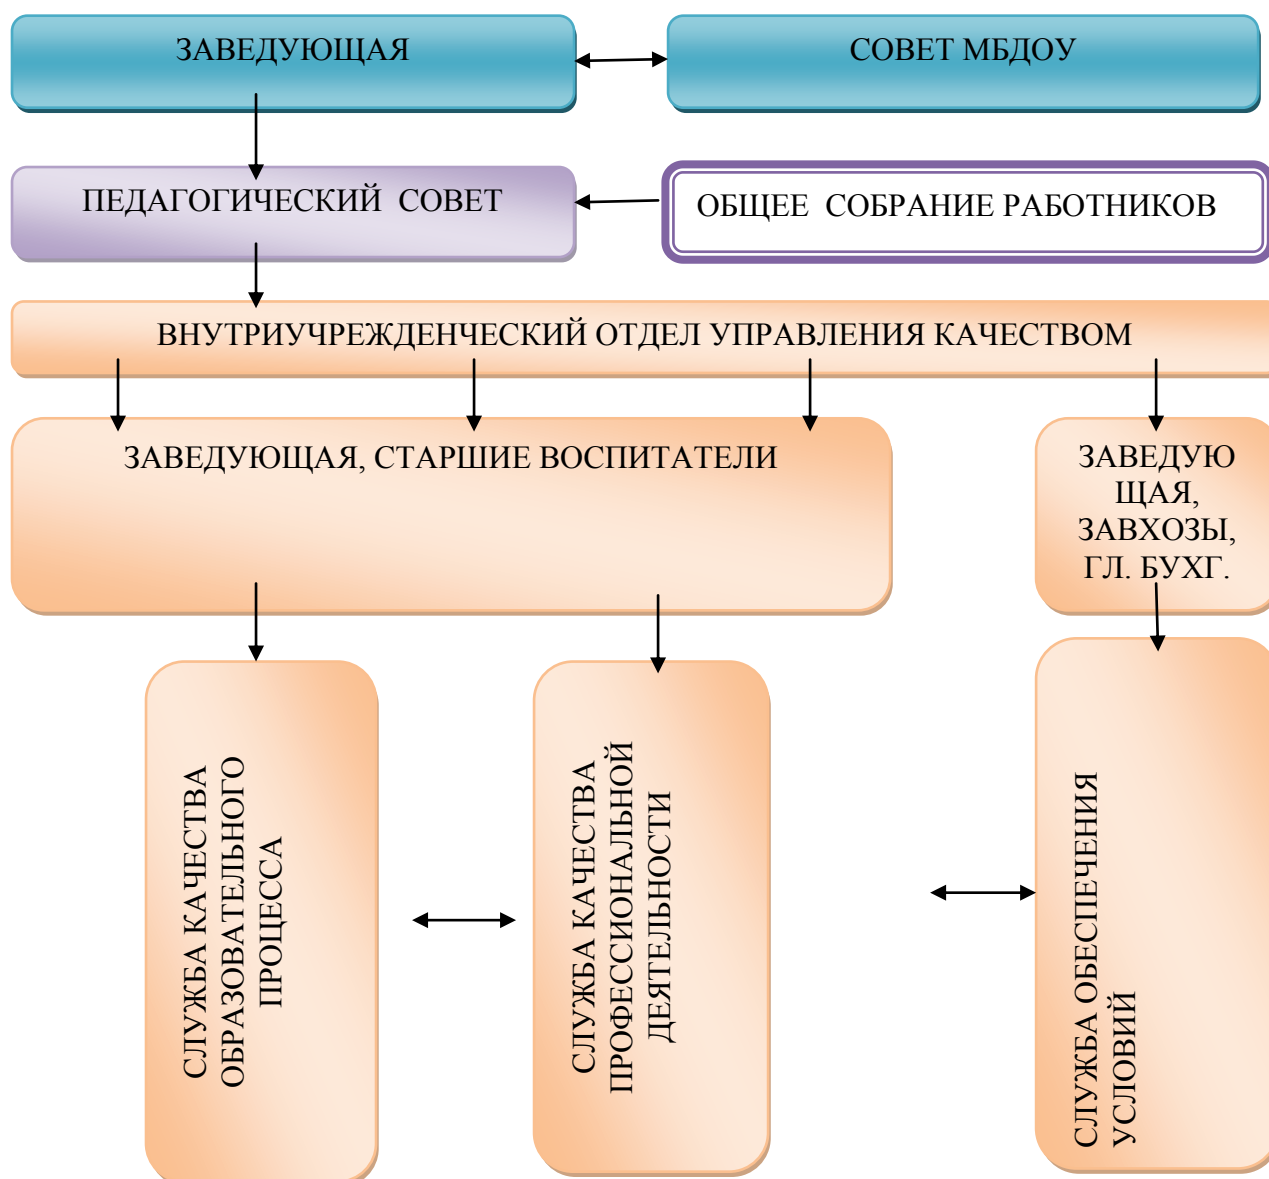 ЗАВЕДУЮЩАЯ
СОВЕТ МБДОУ
ПЕДАГОГИЧЕСКИЙ СОВЕТ
ОБЩЕЕ СОБРАНИЕ РАБОТНИКОВ
ВНУТРИУЧРЕЖДЕНЧЕСКИЙ ОТДЕЛ УПРАВЛЕНИЯ КАЧЕСТВОМ
ЗАВЕДУЮЩАЯ, СТАРШИЕ ВОСПИТАТЕЛИ
ЗАВЕДУЮ
ЩАЯ,
ЗАВХОЗЫ,
ГЛ. БУХГ.
СЛУЖБА КАЧЕСТВА
ОБРАЗОВАТЕЛЬНОГО
ПРОЦЕССА
СЛУЖБА КАЧЕСТВА
ПРОФЕССИОНАЛЬНОЙ
ДЕЯТЕЛЬНОСТИ
СЛУЖБА ОБЕСПЕЧЕНИЯ
УСЛОВИЙ